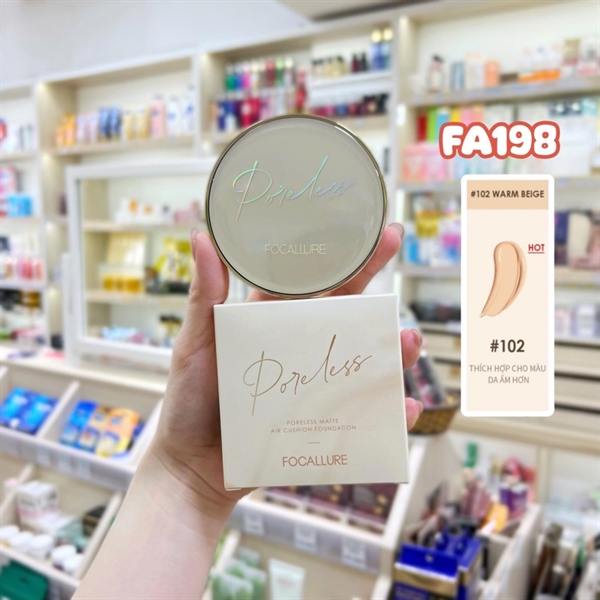 FA198
#102 WARM BEIGE
HOT
#102
THÍCH HỢP CHO MÀU
DA ẤM HƠN
Poreless
FOCALLURE
Poreless
PORELESS MATTE
AIR CUSHION FOUNDATION
FOCALLURE